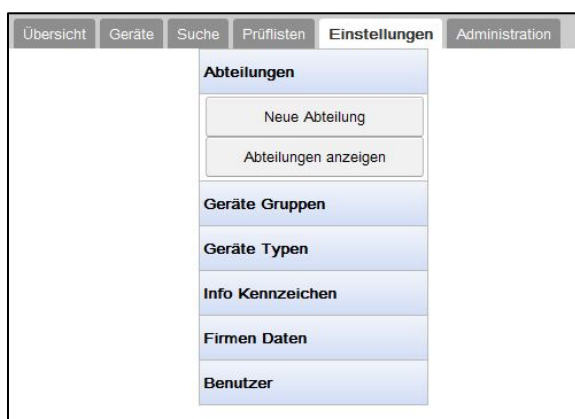 Übersicht Geräte Suche Prüflisten Einstellungen Administration
Abteilungen
Neue Abteilung
Abteilungen anzeigen
Geräte Gruppen
Geräte Typen
Info Kennzeichen
Firmen Daten
Benutzer